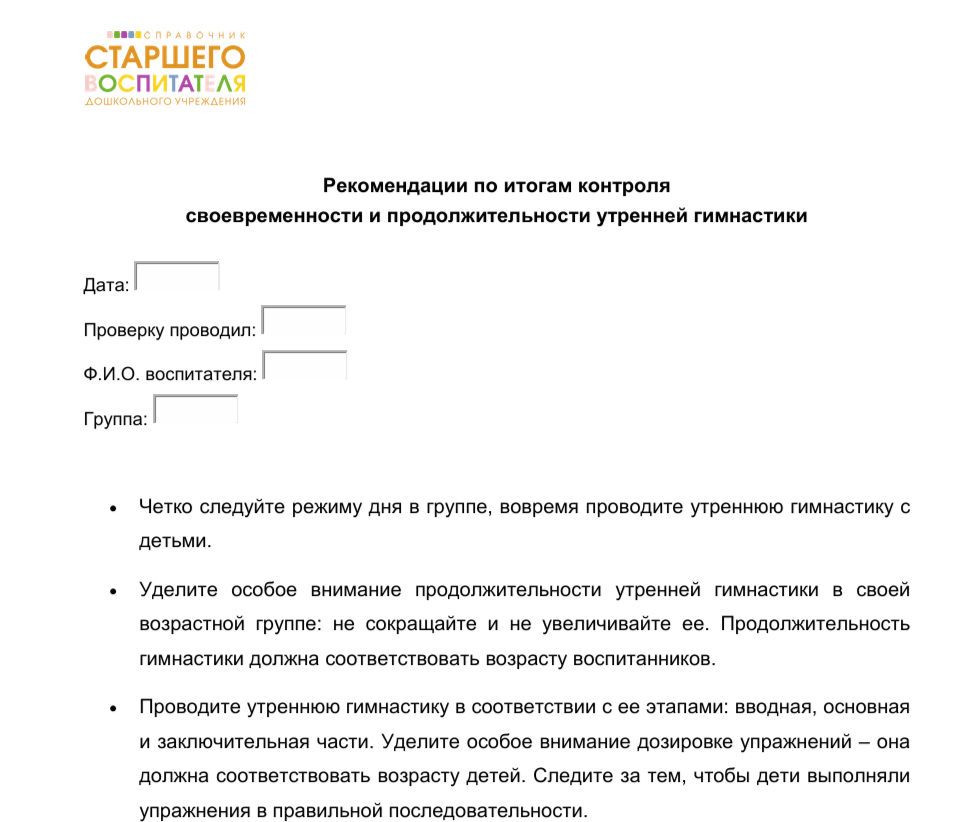 СПРАВОЧНИК
СТАРШЕГО
ВОСПИТАТЕЛЯ
ДОШКОЛЬНОГО УЧРЕЖДЕНИЯ
Рекомендации по итогам контроля
своевременности и продолжительности утренней гимнастики
Дата:
Проверку проводил:
Ф.И.О. воспитателя:
Группа:
• Четко следуйте режиму дня в группе, вовремя проводите утреннюю гимнастику с
детьми.
• Уделите особое внимание продолжительности утренней гимнастики в своей
возрастной группе: не сокращайте и не увеличивайте ее. Продолжительность
гимнастики должна соответствовать возрасту воспитанников.
• Проводите утреннюю гимнастику в соответствии с ее этапами: вводная, основная
и заключительная части. Уделите особое внимание дозировке упражнений – она
должна соответствовать возрасту детей. Следите за тем, чтобы дети выполняли
упражнения в правильной последовательности.